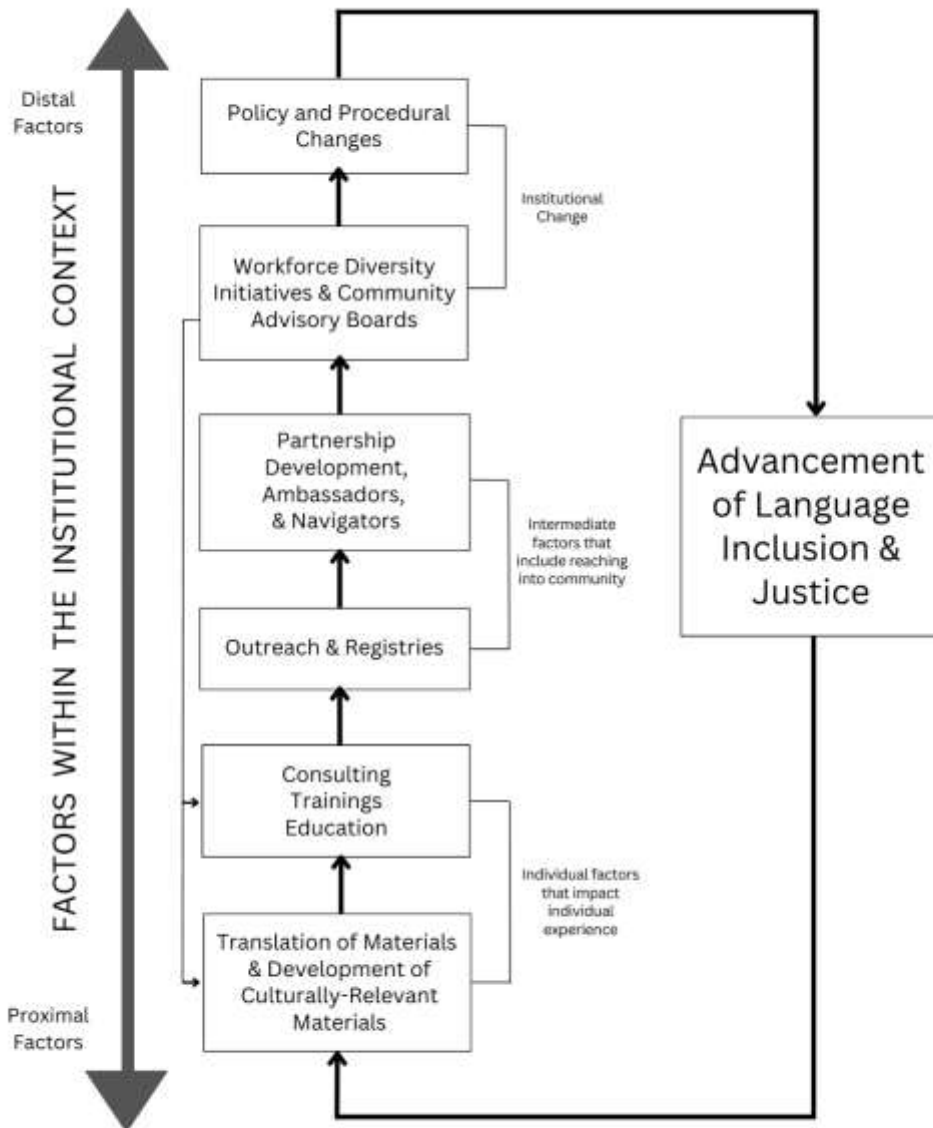 Distal
Factors
FACTORS WITHIN THE INSTITUTIONAL CONTEXT
Proximal
Factors
Policy and Procedural
Changes
Institutional
Change
Workforce Diversity
Initiatives & Community
Advisory Boards
Partnership
Development,
Ambassadors,
& Navigators
Intermediate
factors that
include reaching
into community
Outreach & Registries
Consulting
Trainings
Education
Individual factors
that impact
individual
experience
Translation of Materials
& Development of
Culturally-Relevant
Materials
Advancement
of Language
Inclusion &
Justice